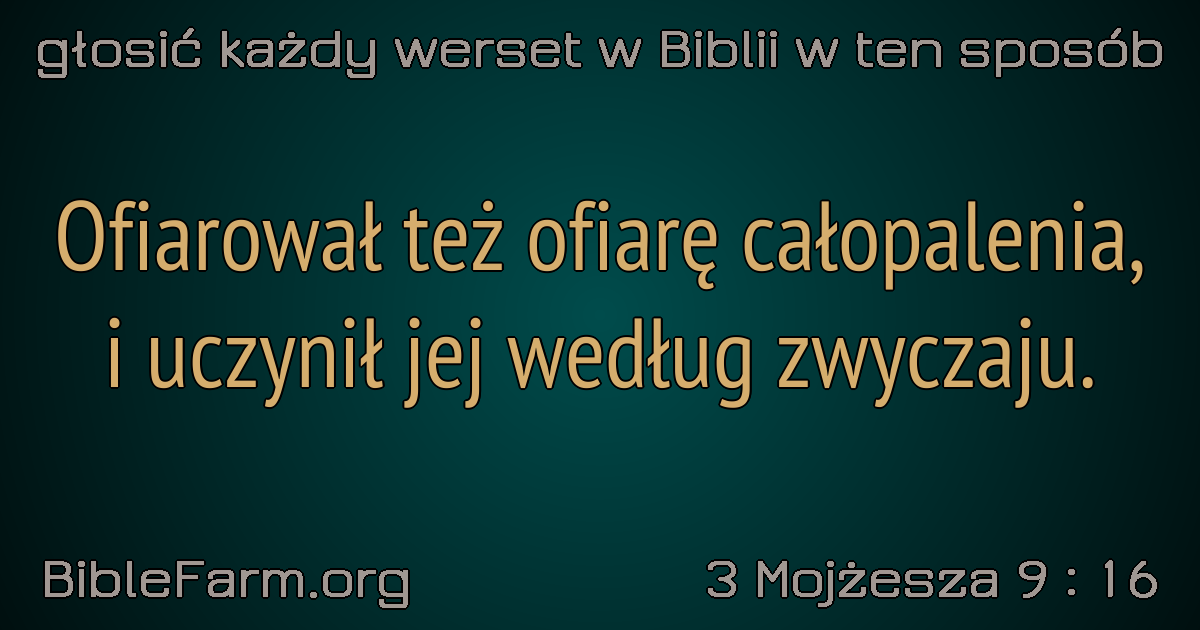 głosić każdy werset w Biblii w ten sposób
Ofiarował też ofiarę całopalenia,
i uczynił jej według zwyczaju.
BibleFarm.org
3 Mojżesza 9 : 16